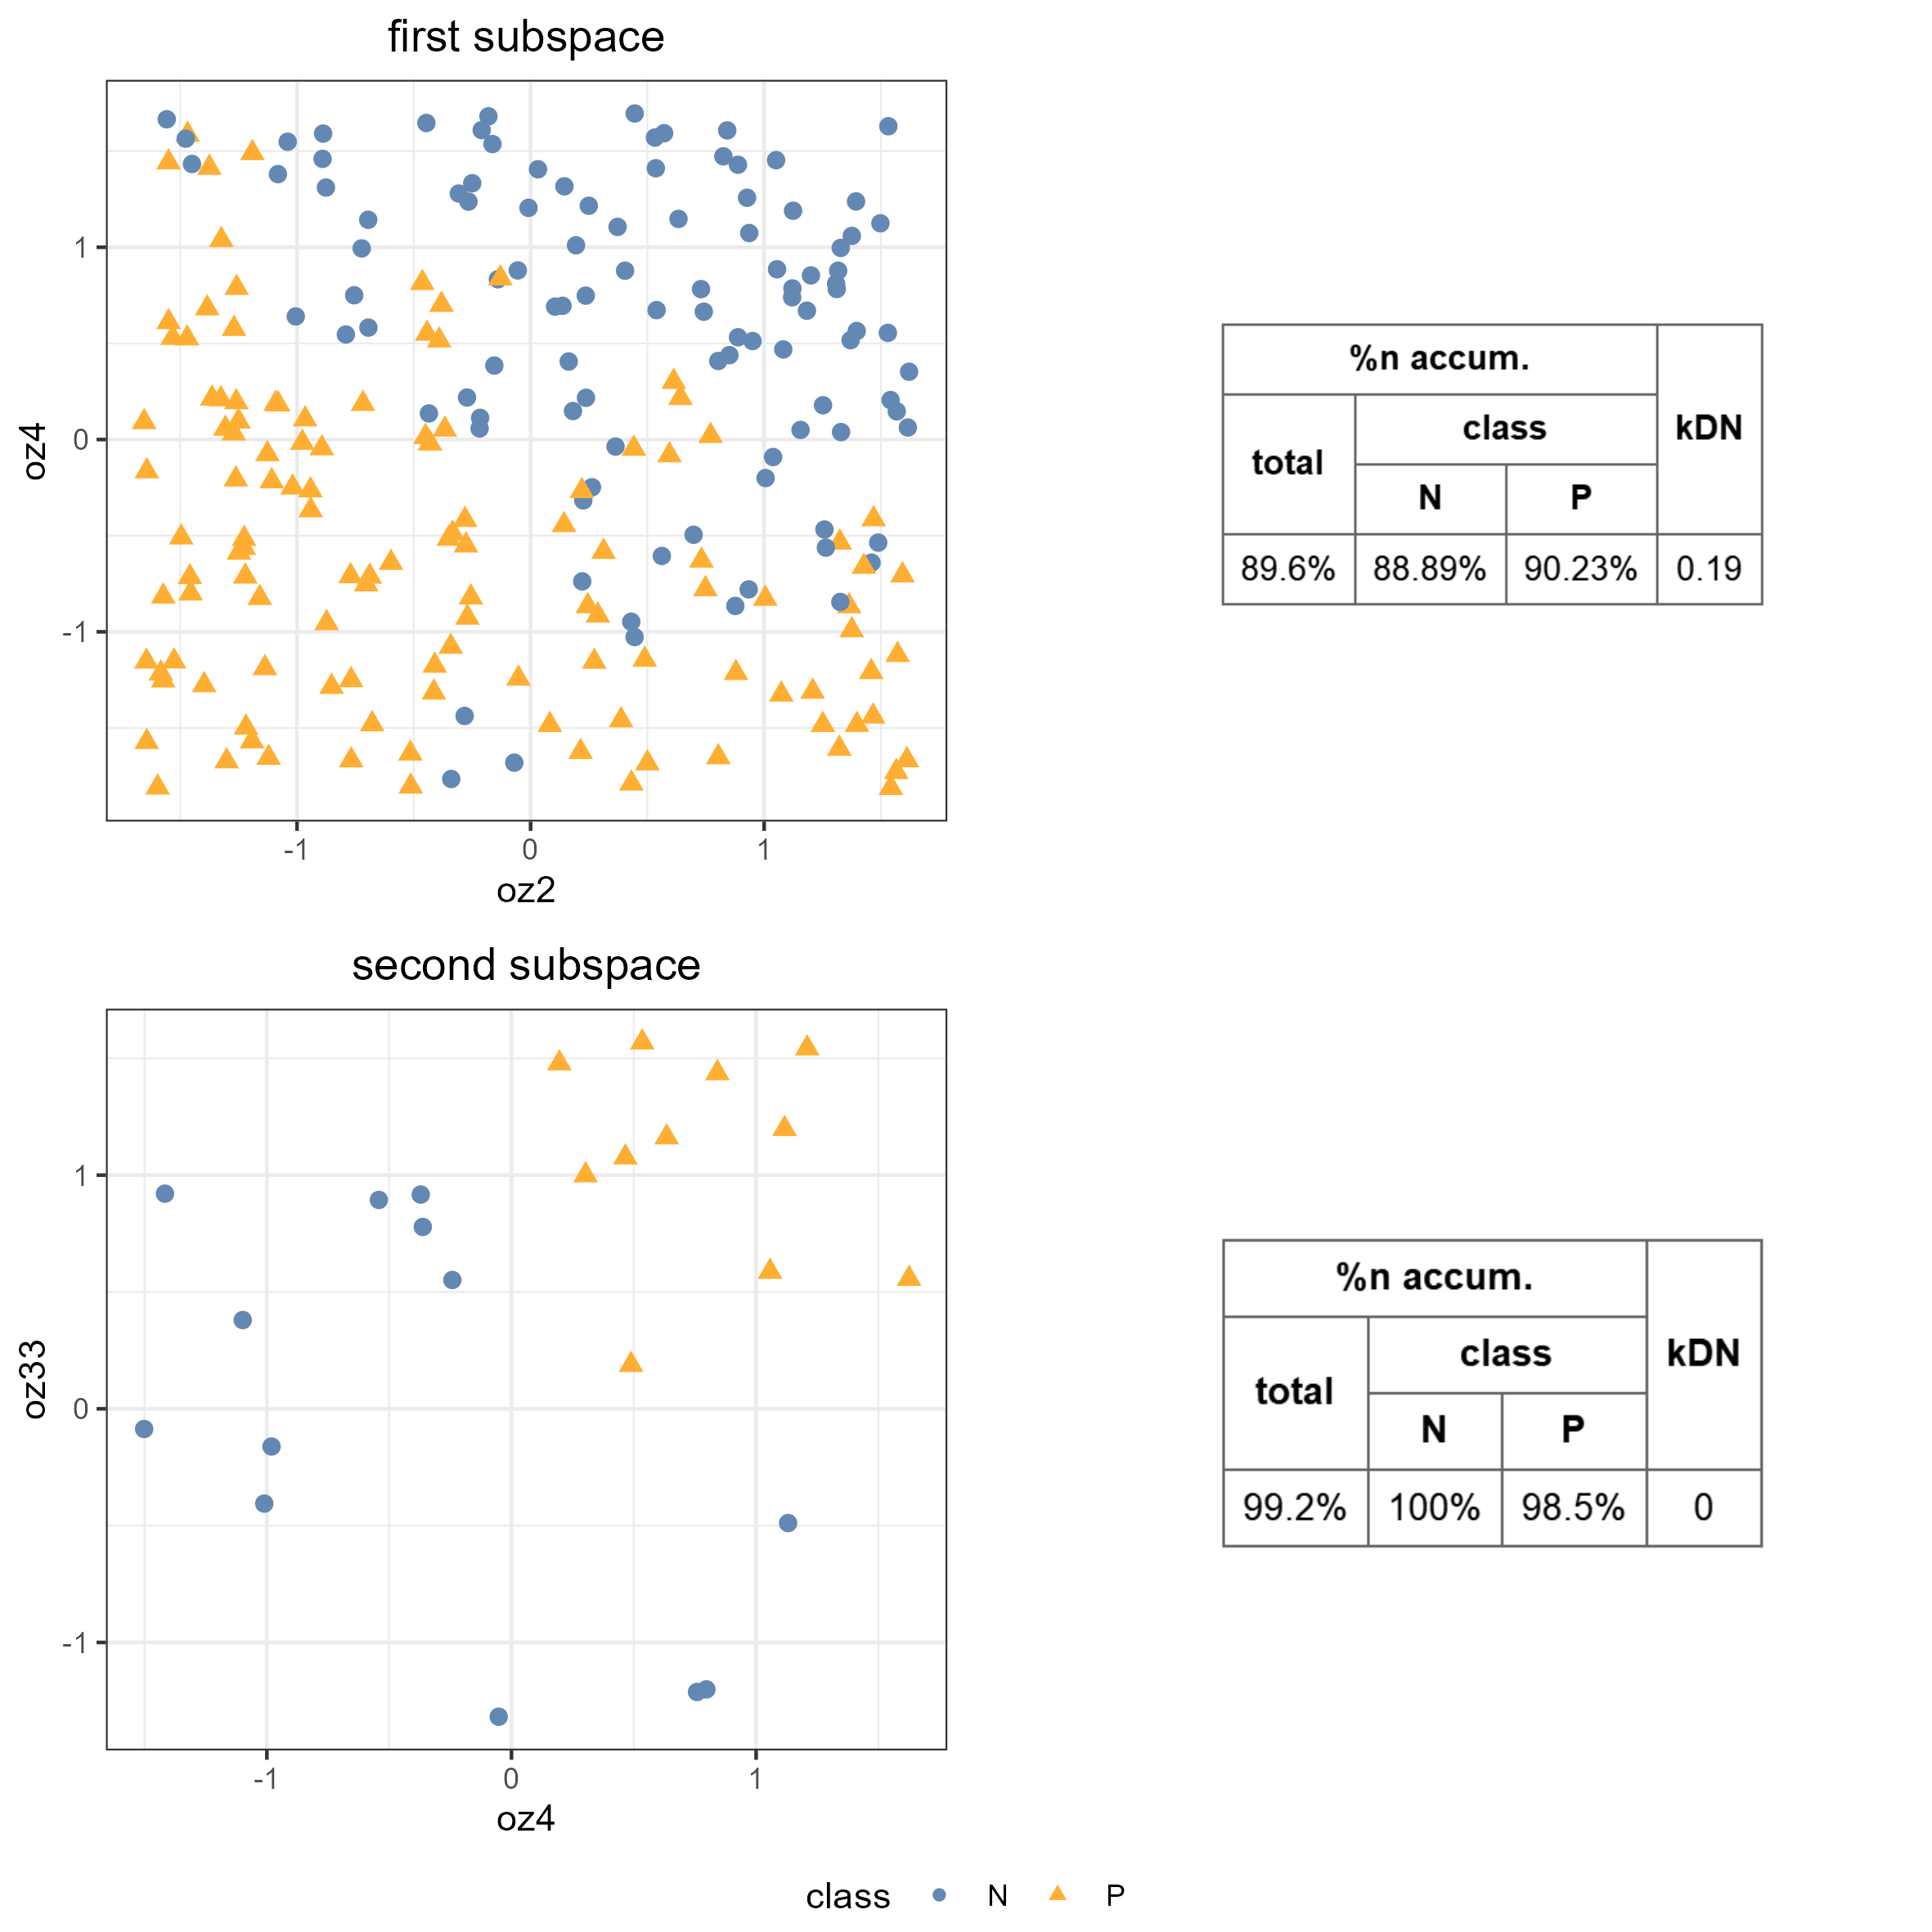 first subspace
1
0
-1
oz4
-1 0 1
oz2
%n accum.
kDN
total
class
N P
89.6% 88.89% 90.23% 0.19
second subspace
1
0
-1
oz33
-1 0 1
oz4
%n accum.
kDN
total
class
N P
99.2% 100% 98.5% 0
class N P